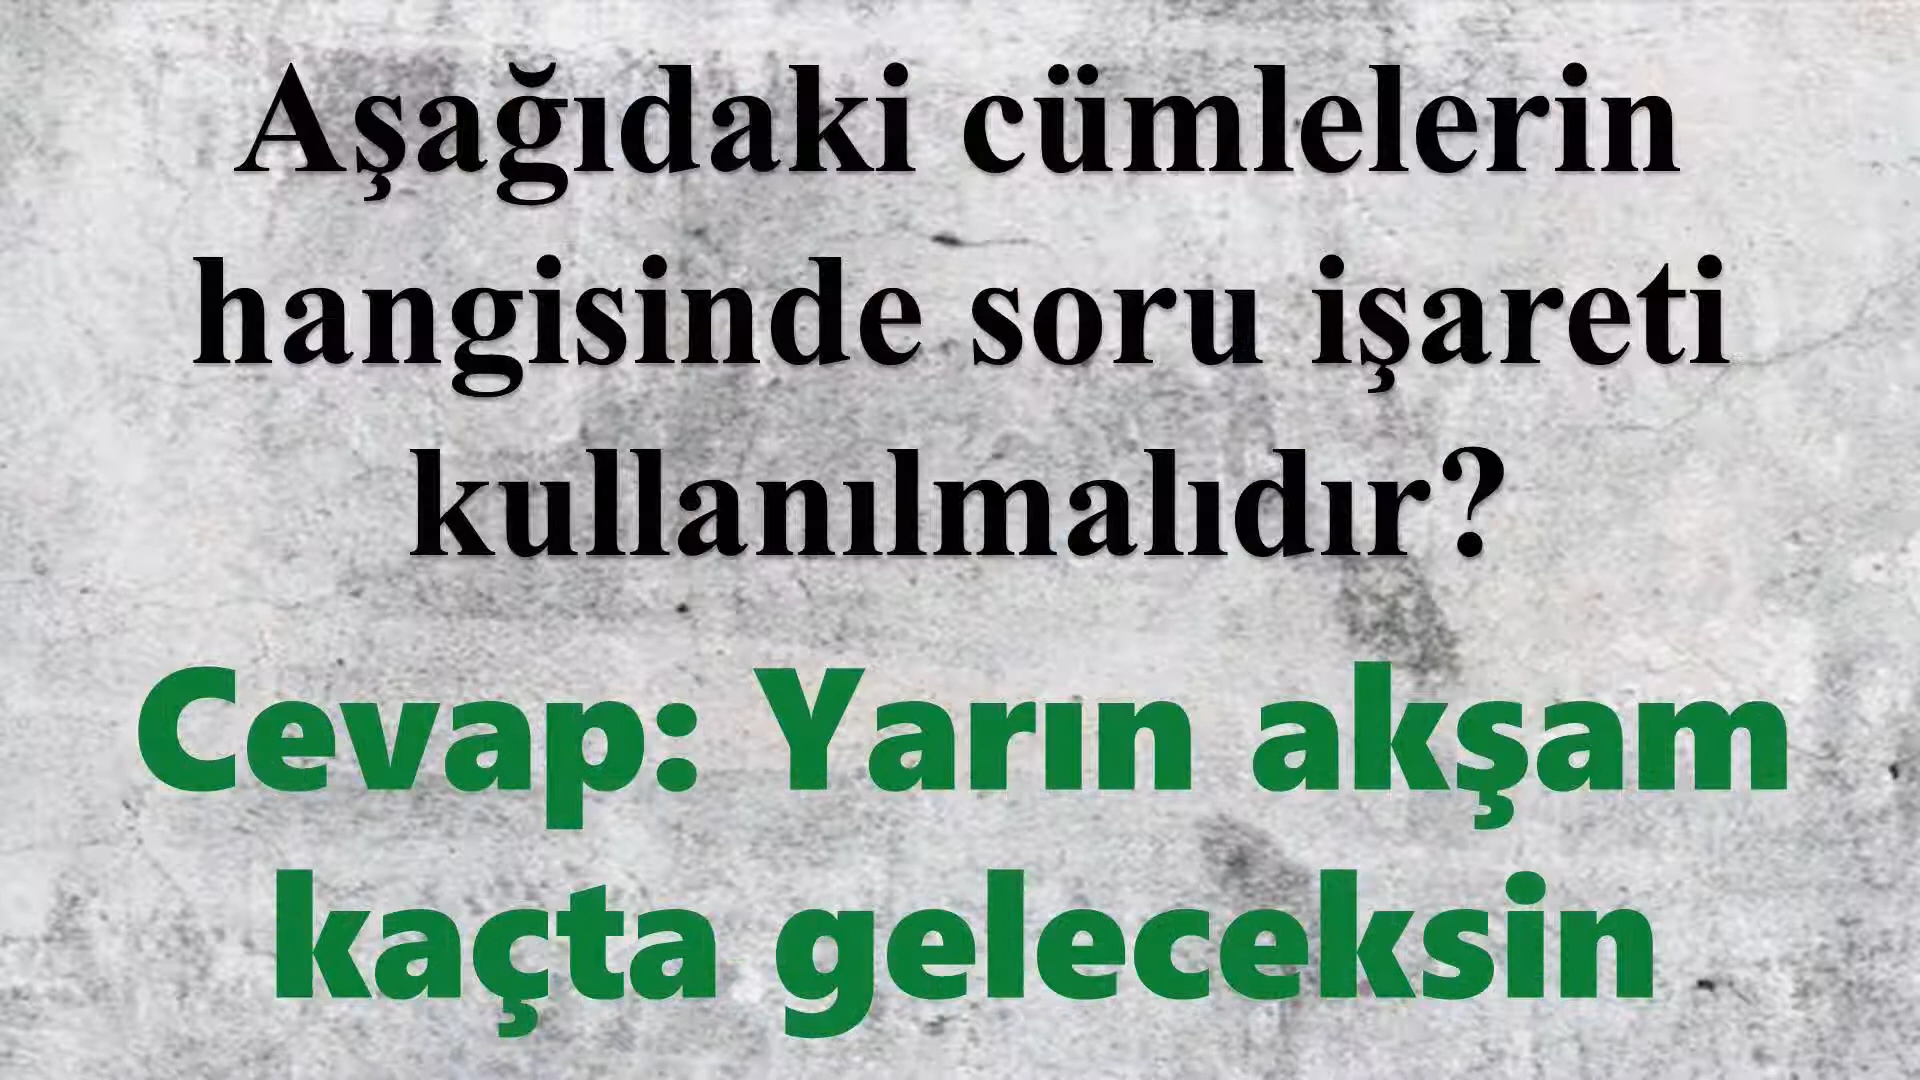 Aşağıdaki cümlelerin
hangisinde soru işareti
kullanılmalıdır?
Cevap: Yarın akşam
kaçta geleceksin